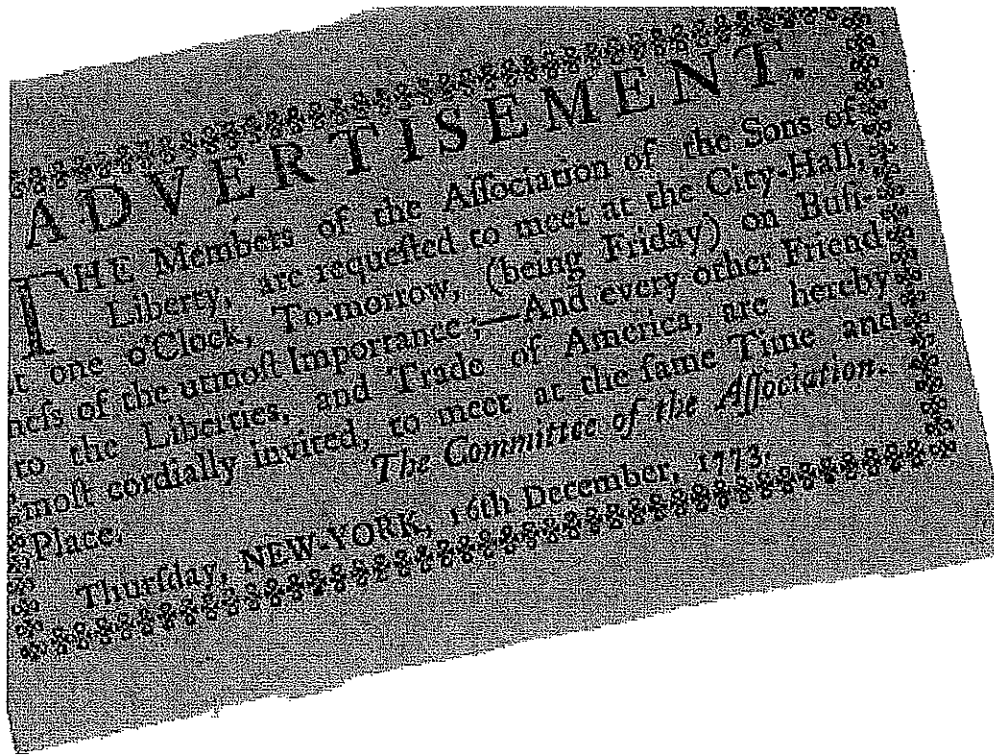 ADVERTISEMENT.
THE Members of the Aſſociation of the Sons of
Liberty, are requeſted to meet at the City-Hall,
t one o'Clock, To-morrow, (being Friday) on Buſi-
neſs of the utmoſt Importance;—And every other Friend
to the Liberties, and Trade of America, are hereby
moſt cordially invited, to meet at the ſame Time and
Place.
The Committee of the Aſſociation.
Thurſday, NEW-YORK, 16th December, 1773.